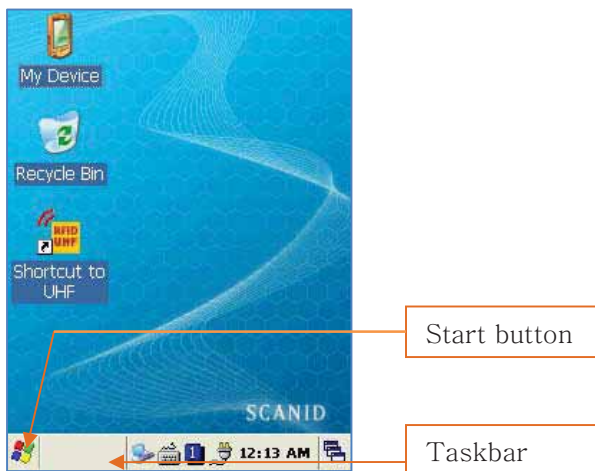 My Device
Recycle Bin
RFID
UHF
Shortcut to
UHF
Start button
SCANID
1
12:13 AM
Taskbar